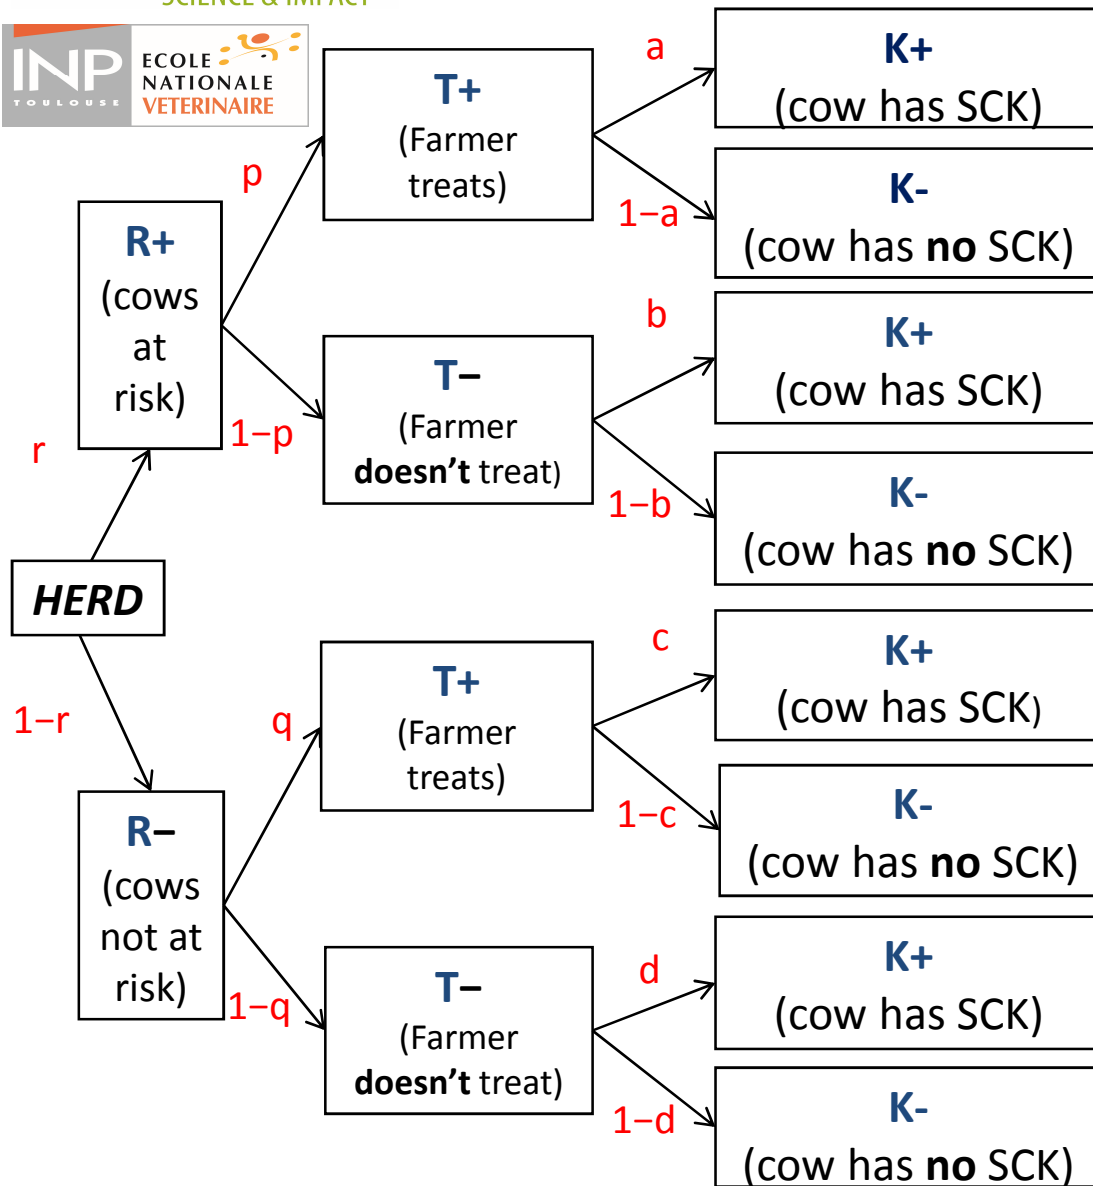 SCIENCE & IMPACT
INP
TOULOUSE
ECOLE
NATIONALE
VETERINAIRE
HERD
r
1−r
R+
(cows
at
risk)
p
1−p
T+
(Farmer
treats)
a
1−a
K+
(cow has SCK)
K-
(cow has no SCK)
T−
(Farmer
doesn't treat)
b
1−b
K+
(cow has SCK)
K-
(cow has no SCK)
R−
(cows
not at
risk)
q
1−q
T+
(Farmer
treats)
c
1−c
K+
(cow has SCK)
K-
(cow has no SCK)
T−
(Farmer
doesn't treat)
d
1−d
K+
(cow has SCK)
K-
(cow has no SCK)